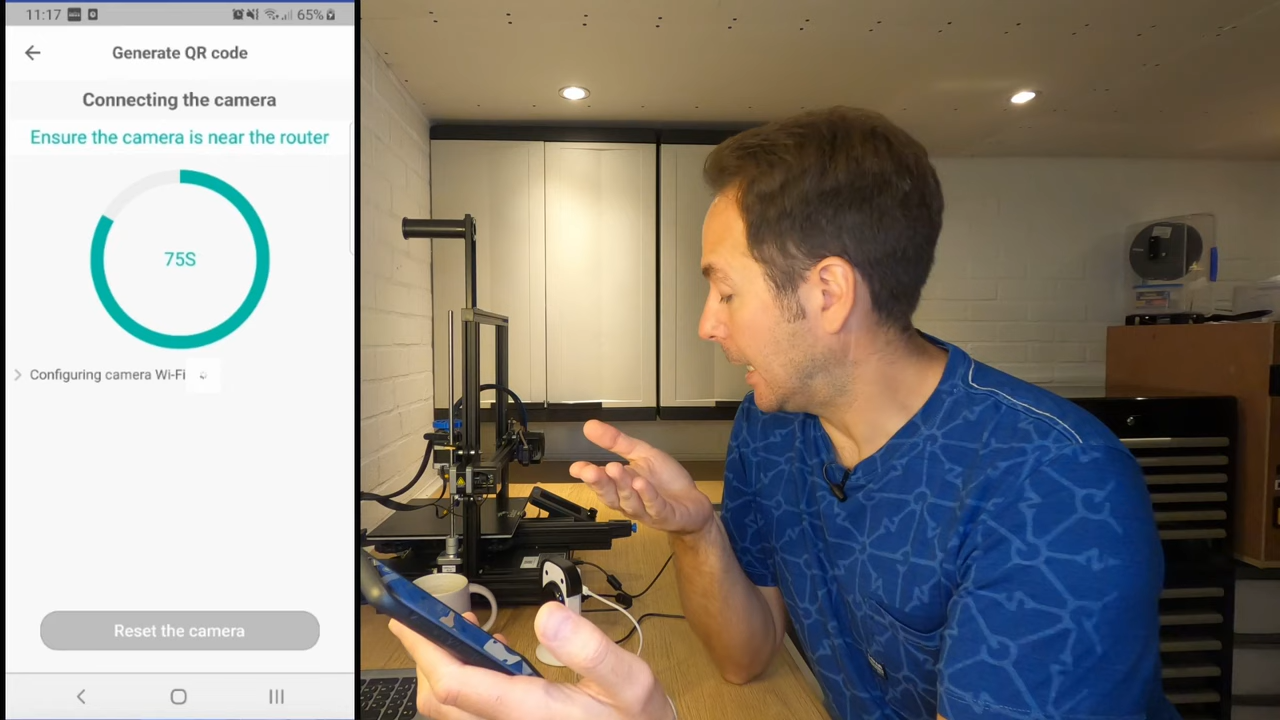 11:17
65%
Generate QR code
Connecting the camera
Ensure the camera is near the router
75S
Configuring camera Wi-Fi
Reset the camera